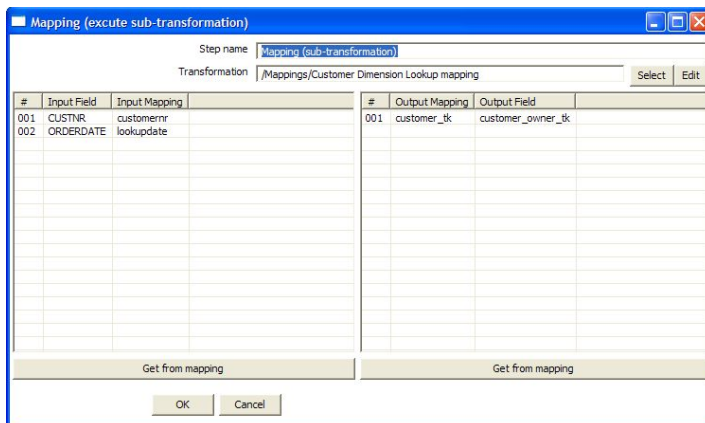 Mapping (excute sub-transformation)
Step name Mapping (sub-transformation)
Transformation /Mappings/Customer Dimension Lookup mapping Select Edit
# Input Field Input Mapping # Output Mapping Output Field
001 CUSTNR customernr 001 customer_tk customer_owner_tk
002 ORDERDATE lookupdate
Get from mapping Get from mapping
OK Cancel